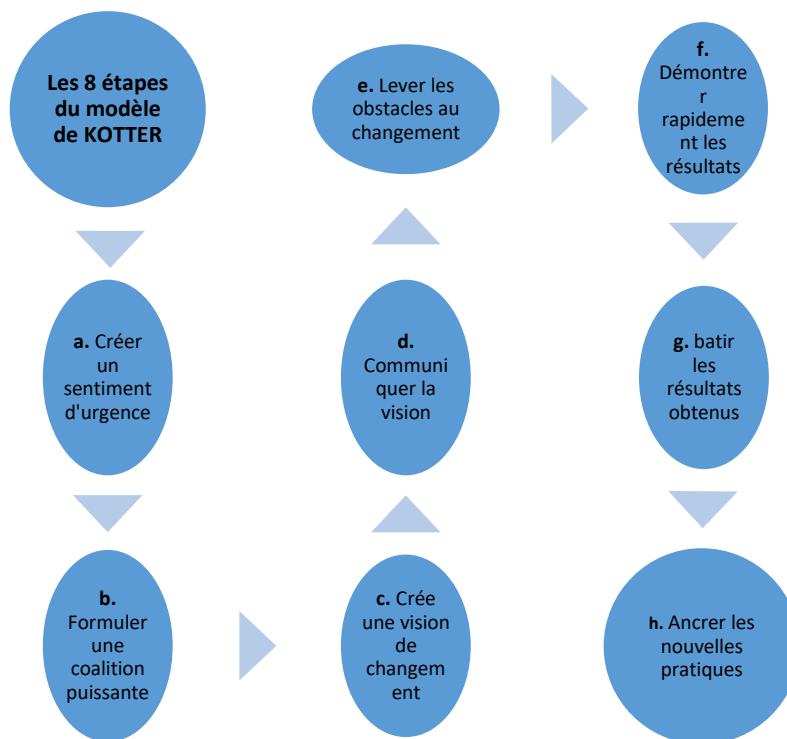 Les 8 étapes
du modèle
de KOTTER
a. Créer
un
sentiment
d'urgence
b.
Formuler
une
coalition
puissante
c. Crée
une vision
de
changem
ent
d.
Communi
quer la
vision
e. Lever les
obstacles au
changement
f.
Démontre
r
rapideme
nt les
résultats
g. batir
les
résultats
obtenus
h. Ancrer les
nouvelles
pratiques